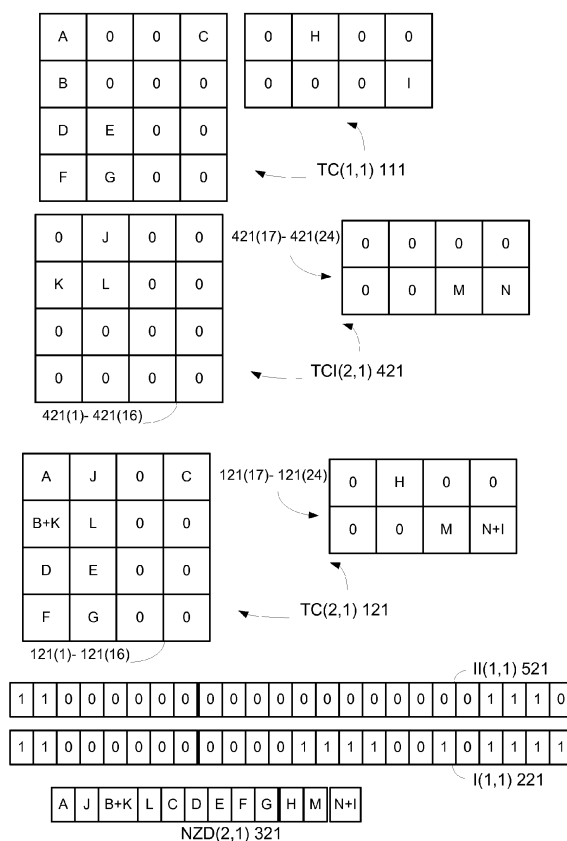 A 0 0 C 0 H 0 0
B 0 0 0 0 0 0 I
D E 0 0
F G 0 0
TC(1,1) 111
0 J 0 0
K L 0 0
0 0 0 0
0 0 0 0
421(1)- 421(16)
421(17)- 421(24)
0 0 0 0
0 0 M N
TCI(2,1) 421
A J 0 C
B+K L 0 0
D E 0 0
F G 0 0
121(1)- 121(16)
121(17)- 121(24)
0 H 0 0
0 0 M N+I
TC(2,1) 121
II(1,1) 521
1 1 0 0 0 0 0 0 0 0 0 0 0 0 0 0 0 0 0 0 1 1 1 0
1 1 0 0 0 0 0 0 0 0 0 0 1 1 1 1 0 0 1 0 1 1 1 1
I(1,1) 221
A J B+K L C D E F G H M N+I
NZD(2,1) 321